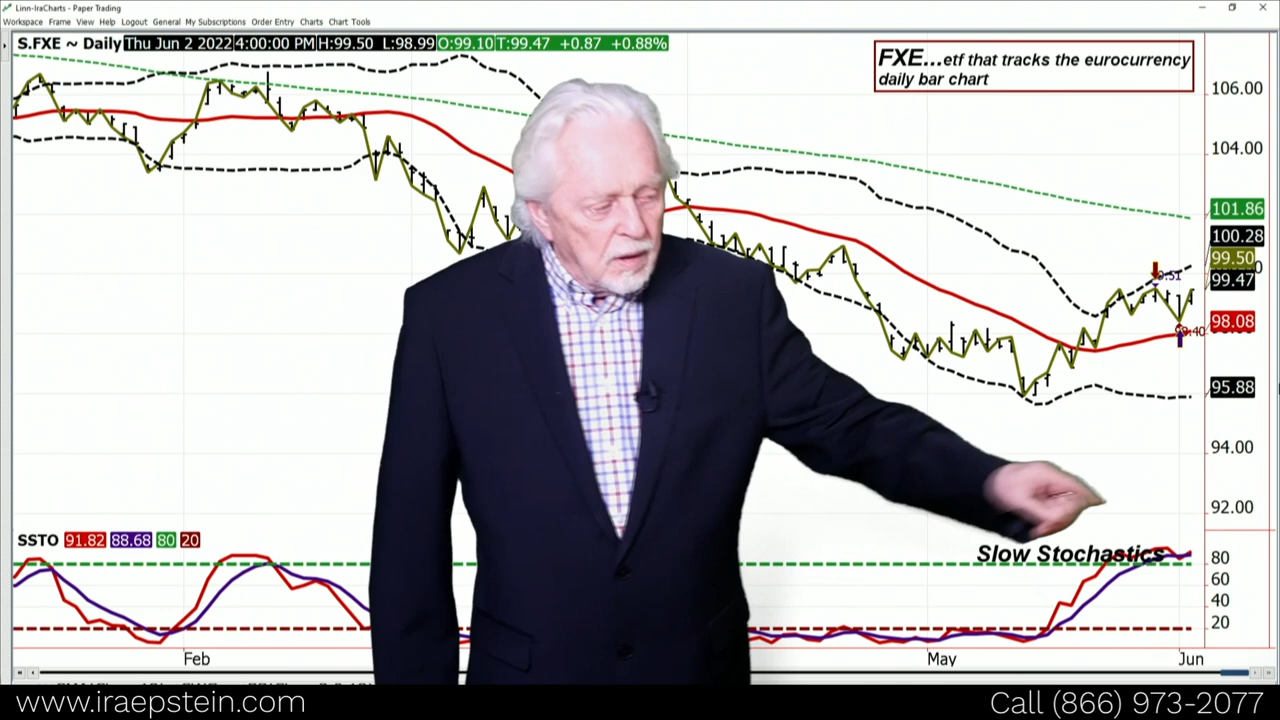 Linn-IraCharts - Paper Trading
Workspace Frame View Help Logout General My Subscriptions Order Entry Charts Chart Tools
S.FXE ~ Daily Thu Jun 2 2022 4:00:00 PM H:99.50 L:98.99 O:99.10 T:99.47 +0.87 +0.88%
FXE...etf that tracks the eurocurrency
daily bar chart
106.00
104.00
101.86
100.28
99.50
99.47
98.08
95.88
94.00
92.00
SSTO 91.82 88.68 80 20
Slow Stochastics
80
60
40
20
Feb May Jun
www.iraepstein.com Call (866) 973-2077